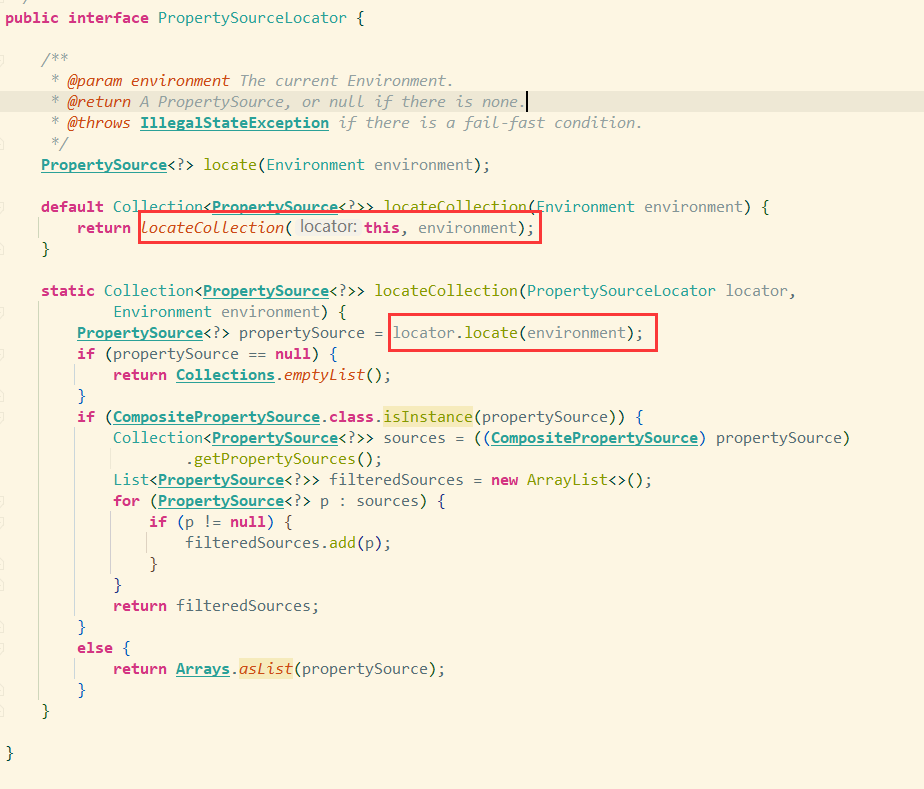 public interface PropertySourceLocator {
/**
* @param environment The current Environment.
* @return A PropertySource, or null if there is none.
* @throws IllegalStateException if there is a fail-fast condition.
*/
PropertySource<?> locate(Environment environment);
default Collection<PropertySource<?>> locateCollection(Environment environment) {
return locateCollection( locator: this, environment);
}
static Collection<PropertySource<?>> locateCollection(PropertySourceLocator locator,
Environment environment) {
PropertySource<?> propertySource = locator.locate(environment);
if (propertySource == null) {
return Collections.emptyList();
}
if (CompositePropertySource.class.isInstance(propertySource)) {
Collection<PropertySource<?>> sources = ((CompositePropertySource) propertySource)
.getPropertySources();
List<PropertySource<?>> filteredSources = new ArrayList<>();
for (PropertySource<?> p : sources) {
if (p != null) {
filteredSources.add(p);
}
}
return filteredSources;
}
else {
return Arrays.asList(propertySource);
}
}
}